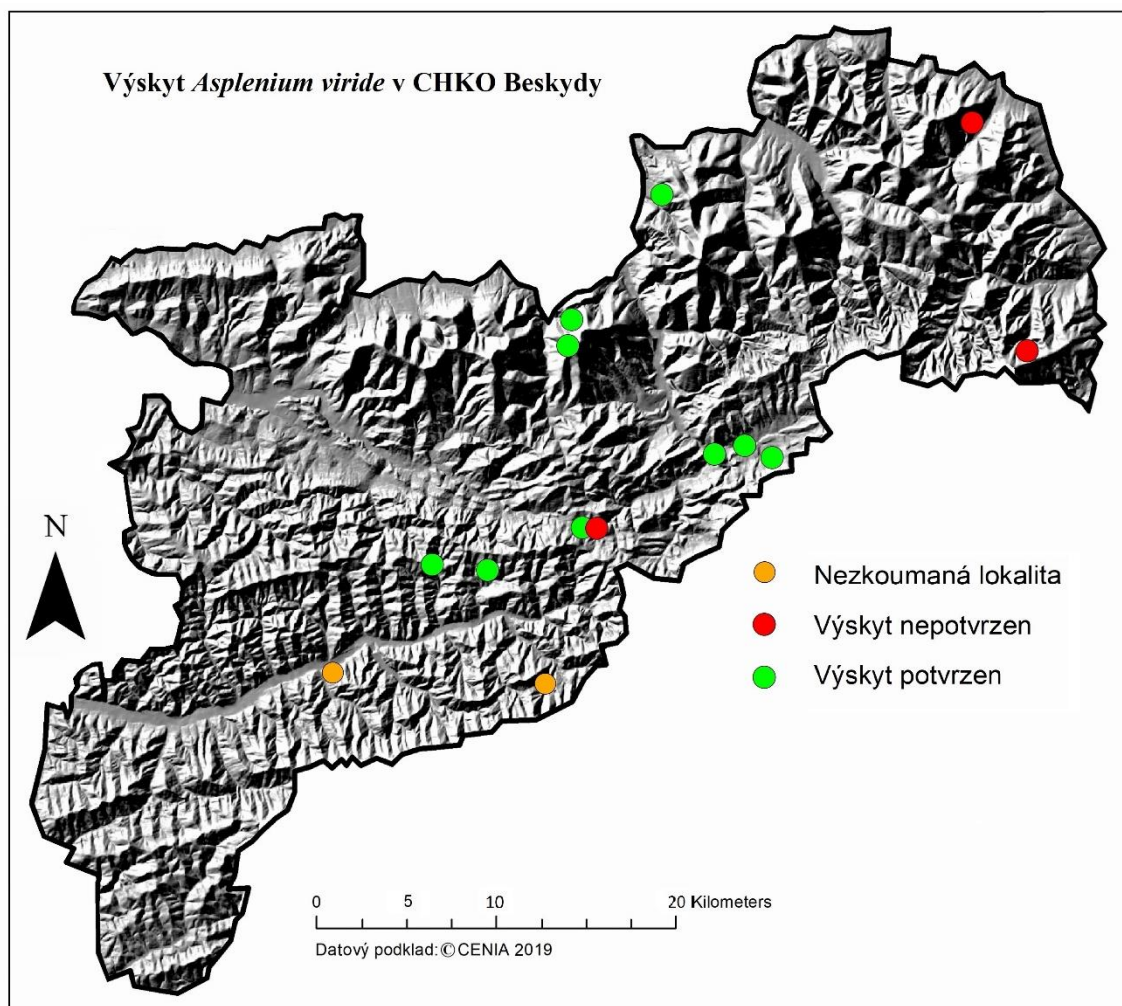 Výskyt Asplenium viride v CHKO Beskydy
N
Nezkoumaná lokalita
Výskyt nepotvrzen
Výskyt potvrzen
0 5 10 20 Kilometers
Datový podklad: ©CENIA 2019